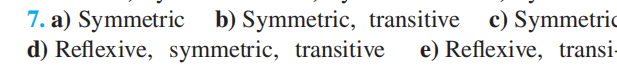 7. a) Symmetric b) Symmetric, transitive c) Symmetric
d) Reflexive, symmetric, transitive e) Reflexive, transi-